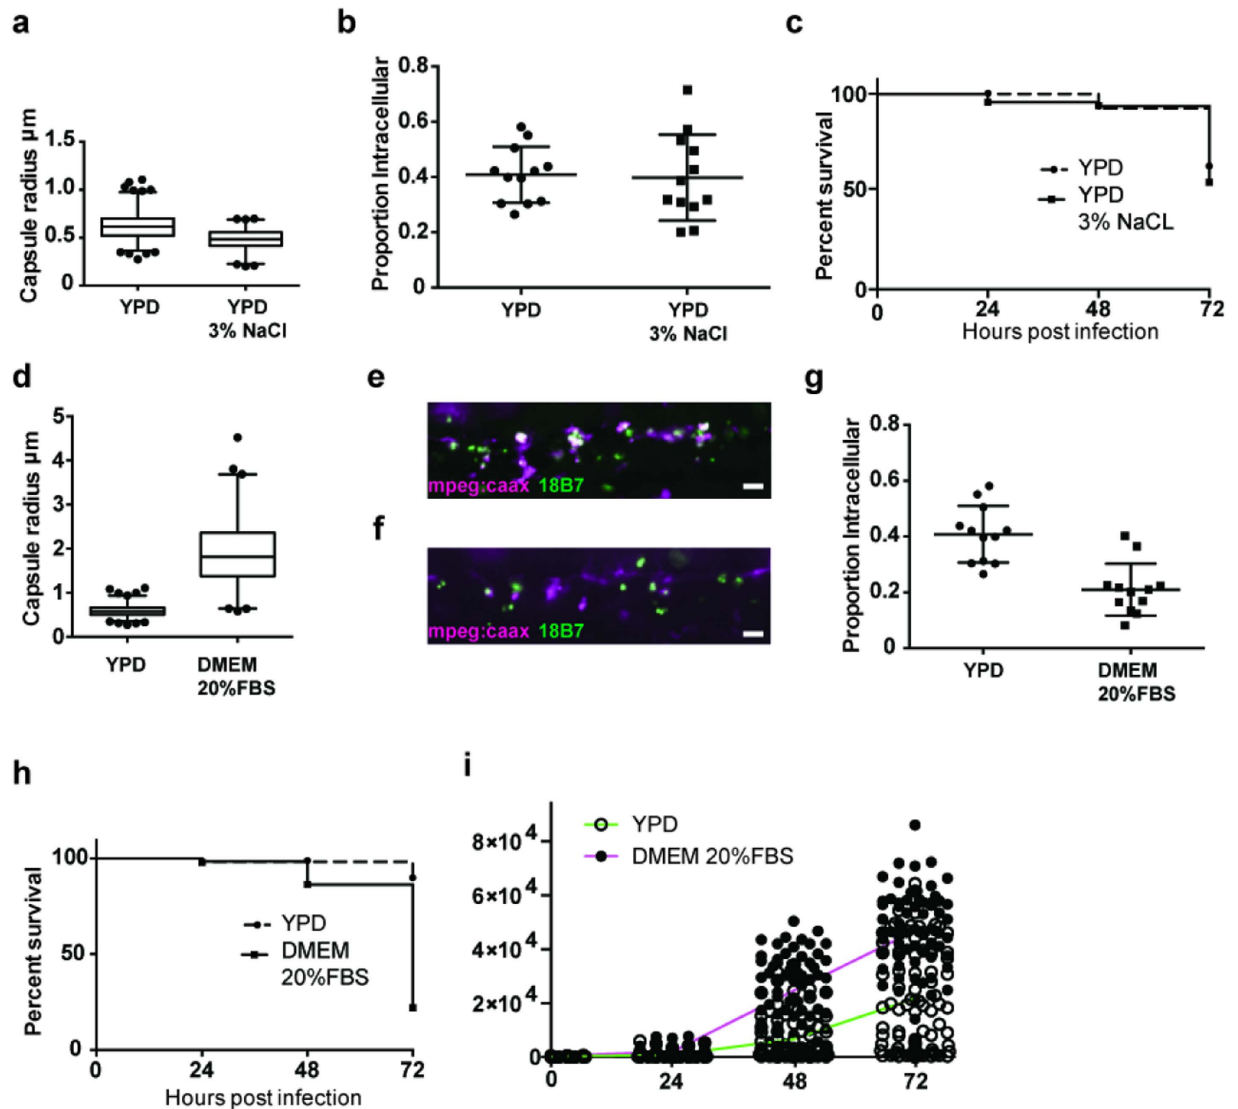 a
Capsule radius µm
1.5
1.0
0.5
0
YPD
YPD
3% NaCl
b
Proportion Intracellular
0.8
0.6
0.4
0.2
0
YPD
YPD
3% NaCl
c
Percent survival
100
50
0
YPD
YPD
3% NaCL
0
24
48
72
Hours post infection
d
Capsule radius µm
5
4
3
2
1
0
YPD
DMEM
20%FBS
e
mpeg:caax 18B7
f
mpeg:caax 18B7
g
Proportion Intracellular
0.8
0.6
0.4
0.2
0
YPD
DMEM
20%FBS
h
Percent survival
100
50
0
YPD
DMEM
20%FBS
0
24
48
72
Hours post infection
i
8×10 4
6×10 4
4×10 4
2×10 4
0
YPD
DMEM 20%FBS
0
24
48
72